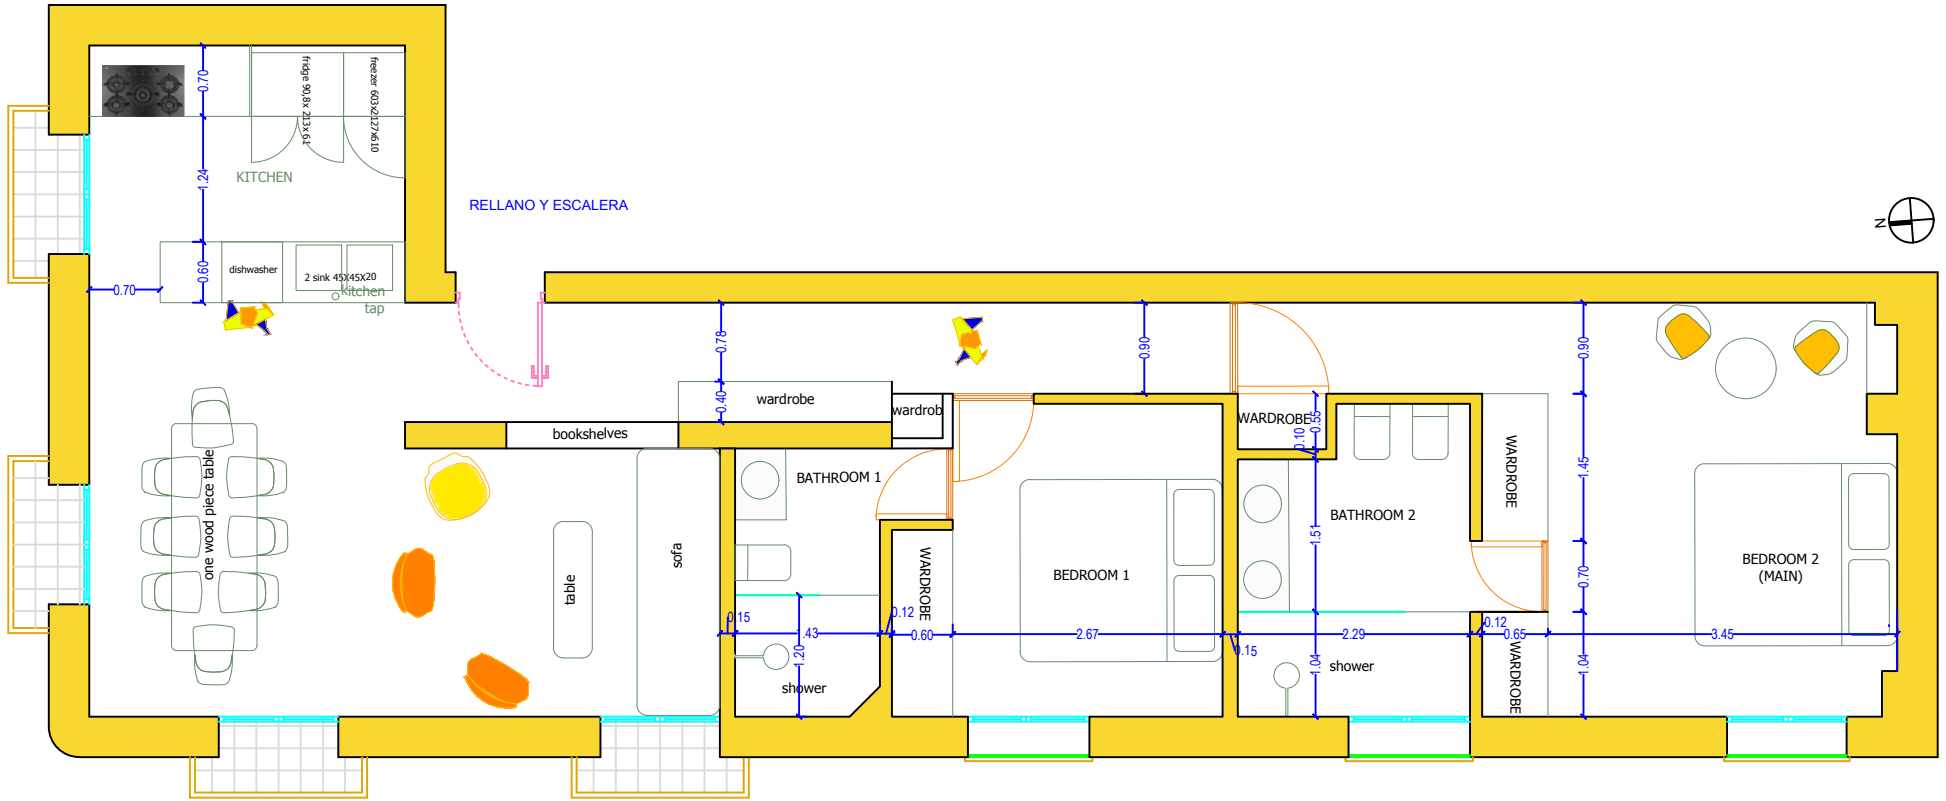 0.70
fridge 90,8x 213x 61
freezer 603x2127x610
1.24
KITCHEN
RELLANO Y ESCALERA
N
0.60
dishwasher
2 sink 45X45X20
kitchen
tap
0.70
0.78
0.90
0.90
0.40
wardrobe
wardrob
WARDROBE
0.55
0.10
bookshelves
one wood piece table
BATHROOM 1
1.45
WARDROBE
sofa
table
WARDROBE
BEDROOM 1
1.51
BATHROOM 2
BEDROOM 2
(MAIN)
0.70
0.15
1.43
0.12
0.60
2.67
0.15
2.29
0.12
0.65
3.45
1.20
shower
1.04
shower
WARDROBE
1.04